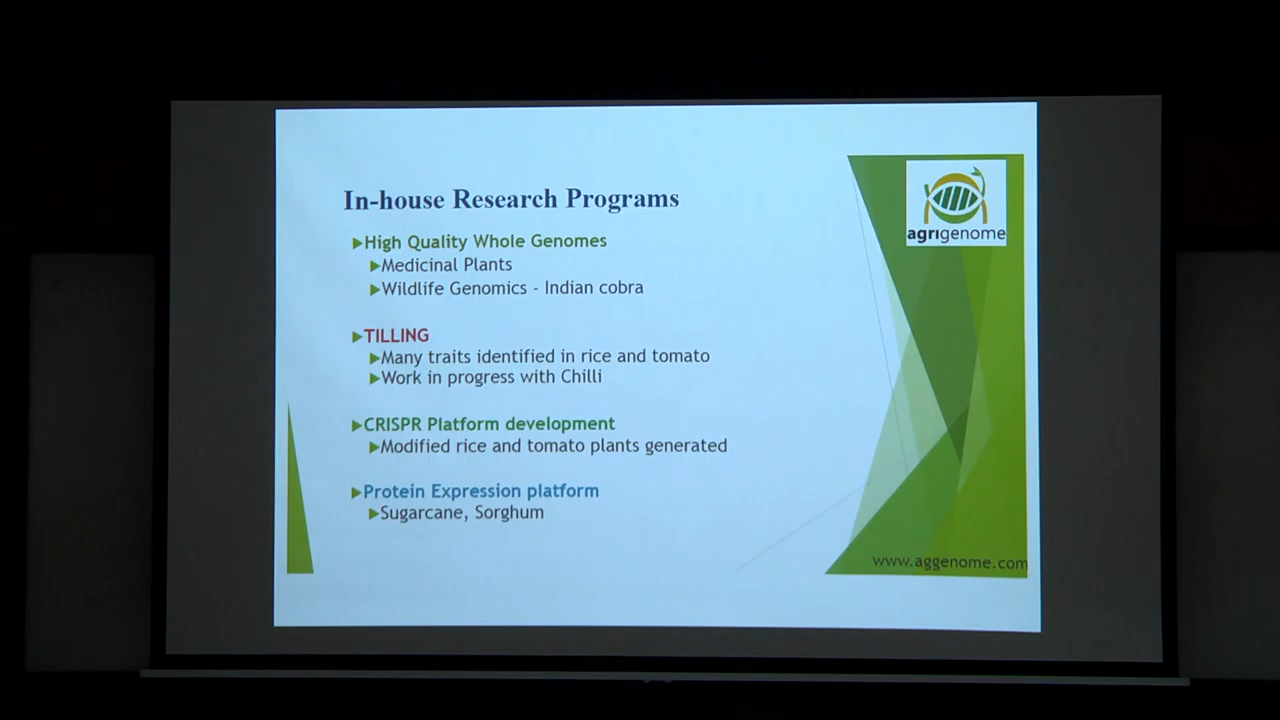 In-house Research Programs
agrigenome
High Quality Whole Genomes
Medicinal Plants
Wildlife Genomics - Indian cobra
TILLING
Many traits identified in rice and tomato
Work in progress with Chilli
CRISPR Platform development
Modified rice and tomato plants generated
Protein Expression platform
Sugarcane, Sorghum
www.aggenome.com